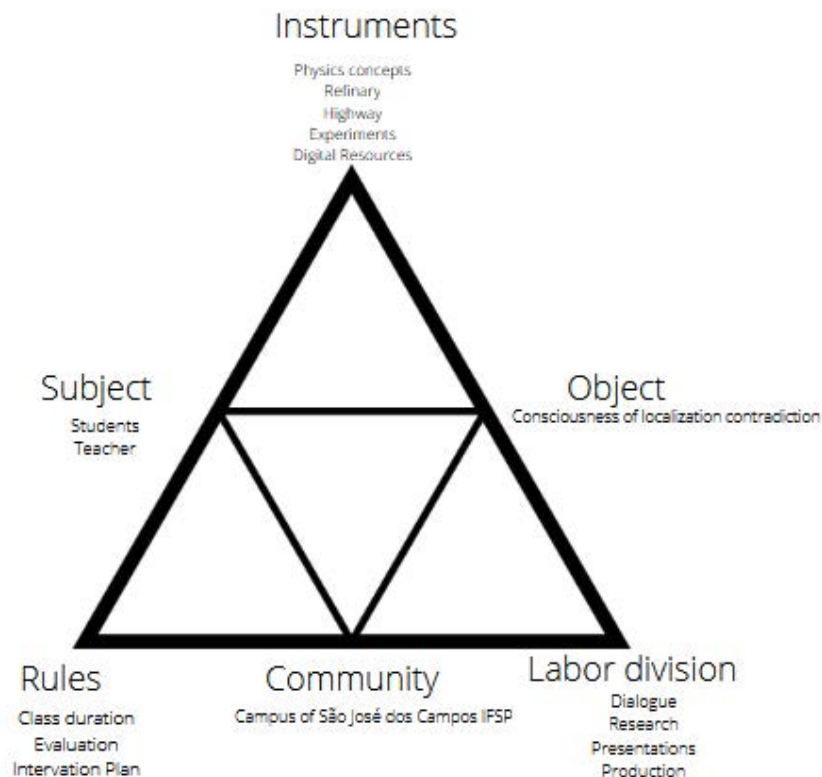 Instruments
Physics concepts
Refinary
Highway
Experiments
Digital Resources
Subject
Students
Teacher
Object
Consciousness of localization contradiction
Rules
Class duration
Evaluation
Intervation Plan
Community
Campus of São José dos Campos IFSP
Labor division
Dialogue
Research
Presentations
Production